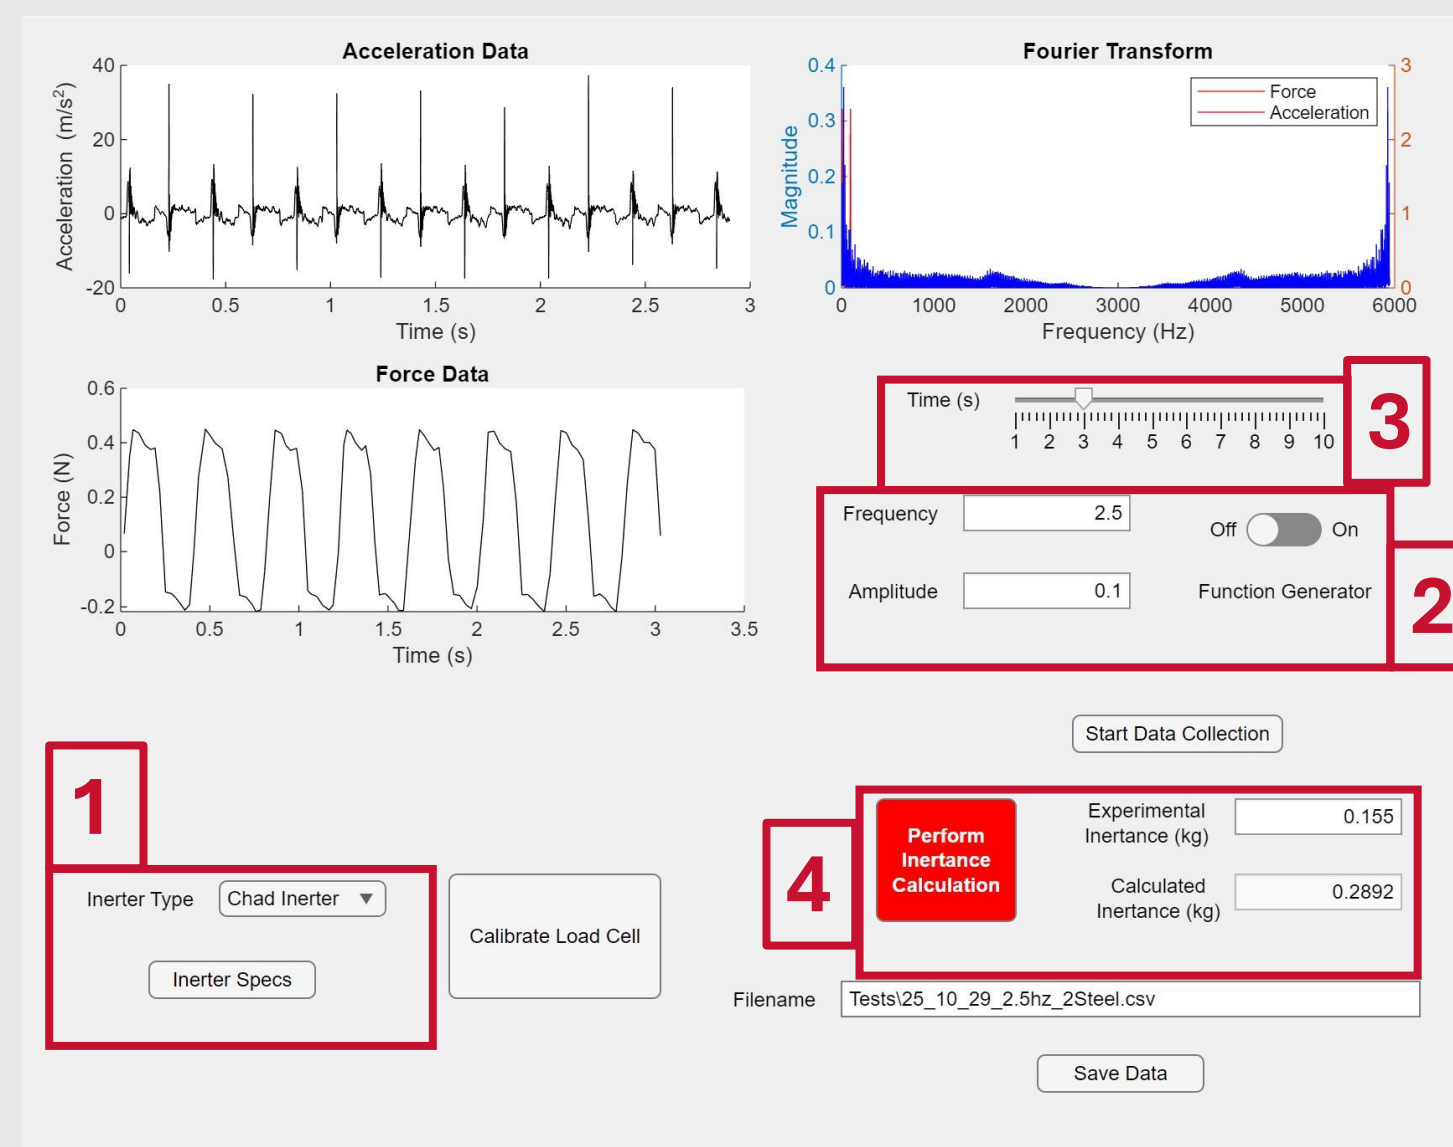 Acceleration Data
Acceleration (m/s²)
40
20
0
-20
0 0.5 1 1.5 2 2.5 3
Time (s)
Fourier Transform
Magnitude
0.4
0.3
0.2
0.1
0
3
2
1
0
Force
Acceleration
0 1000 2000 3000 4000 5000 6000
Frequency (Hz)
Force Data
Force (N)
0.6
0.4
0.2
0
-0.2
0 0.5 1 1.5 2 2.5 3 3.5
Time (s)
Time (s)
1 2 3 4 5 6 7 8 9 10
3
Frequency 2.5
Off On
Amplitude 0.1
Function Generator
2
Start Data Collection
1
Inerter Type Chad Inerter
Inerter Specs
Calibrate Load Cell
4
Perform
Inertance
Calculation
Experimental
Inertance (kg)
0.155
Calculated
Inertance (kg)
0.2892
Filename Tests\25_10_29_2.5hz_2Steel.csv
Save Data